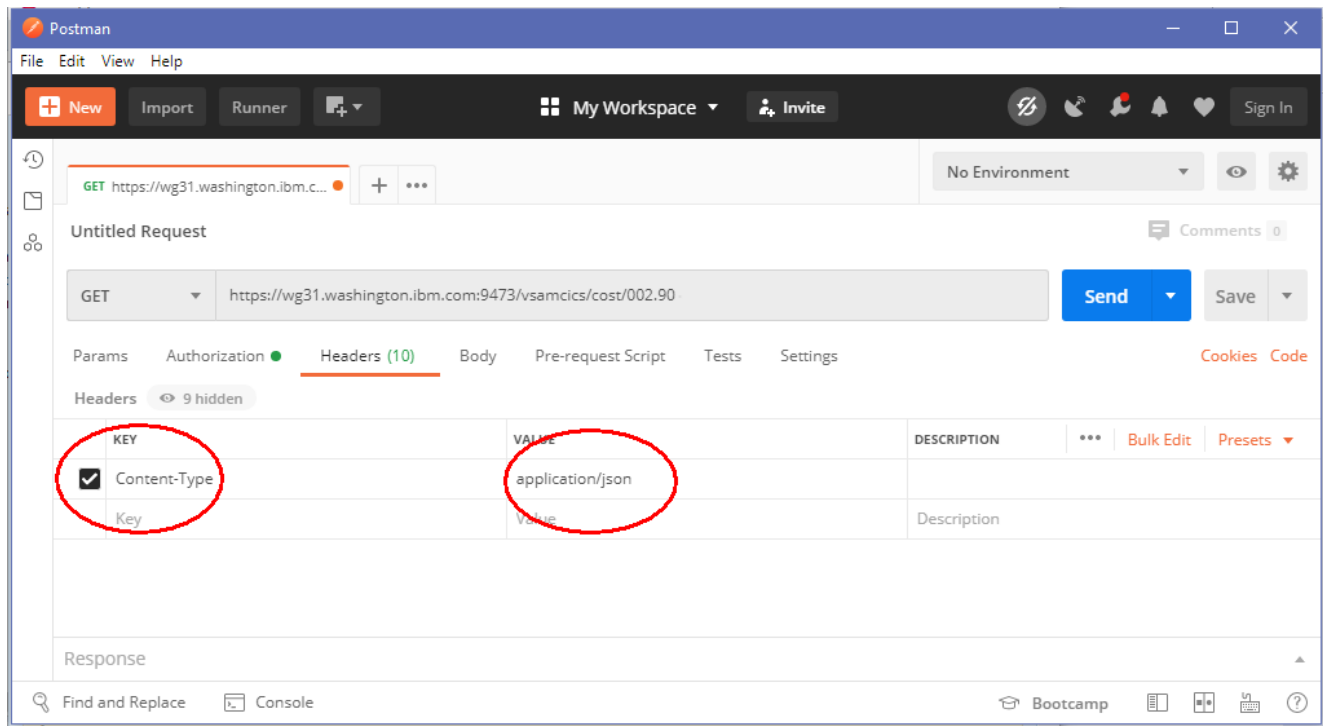 Postman
File Edit View Help
New Import Runner My Workspace Invite Sign In
GET https://wg31.washington.ibm.c... No Environment
Untitled Request Comments 0
GET https://wg31.washington.ibm.com:9473/vsamcics/cost/002.90 Send Save
Params Authorization Headers (10) Body Pre-request Script Tests Settings Cookies Code
Headers 9 hidden
KEY VALUE DESCRIPTION ••• Bulk Edit Presets
Content-Type application/json
Key Value Description
Response
Find and Replace Console Bootcamp